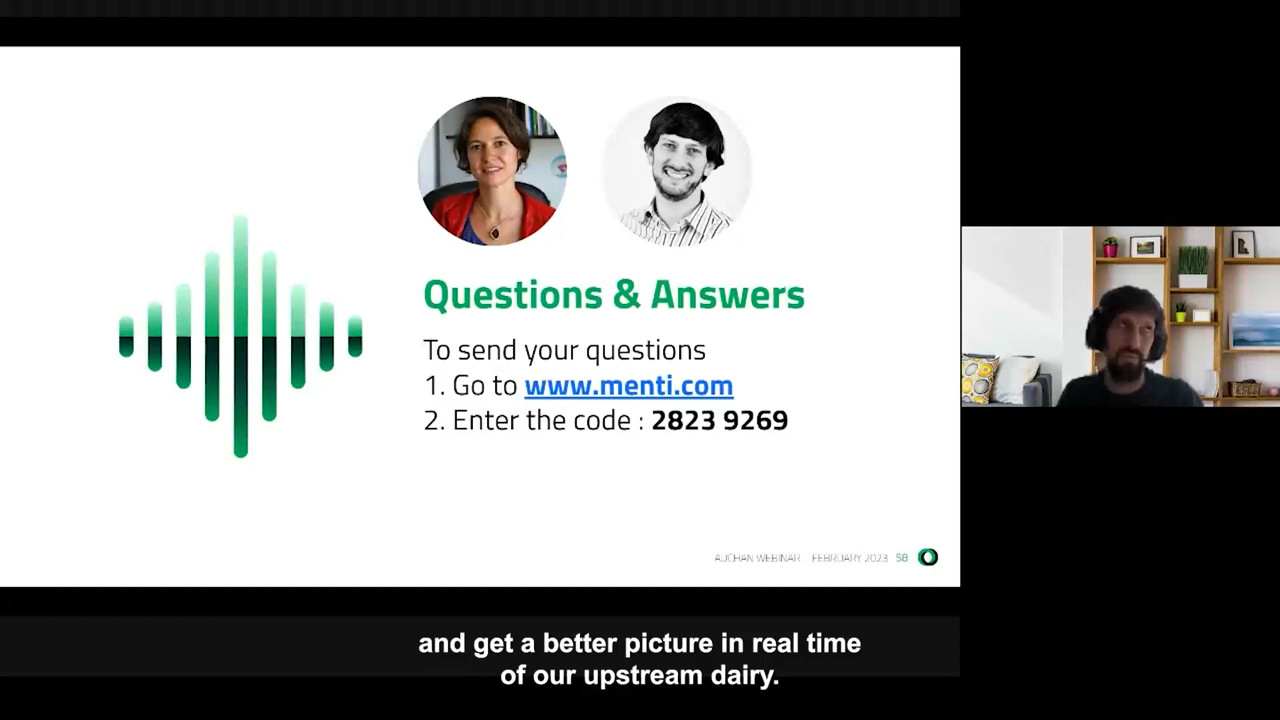 Questions & Answers
To send your questions
1. Go to www.menti.com
2. Enter the code : 2823 9269
AUCHAN WEBINAR - FEBRUARY 2023 58
and get a better picture in real time
of our upstream dairy.